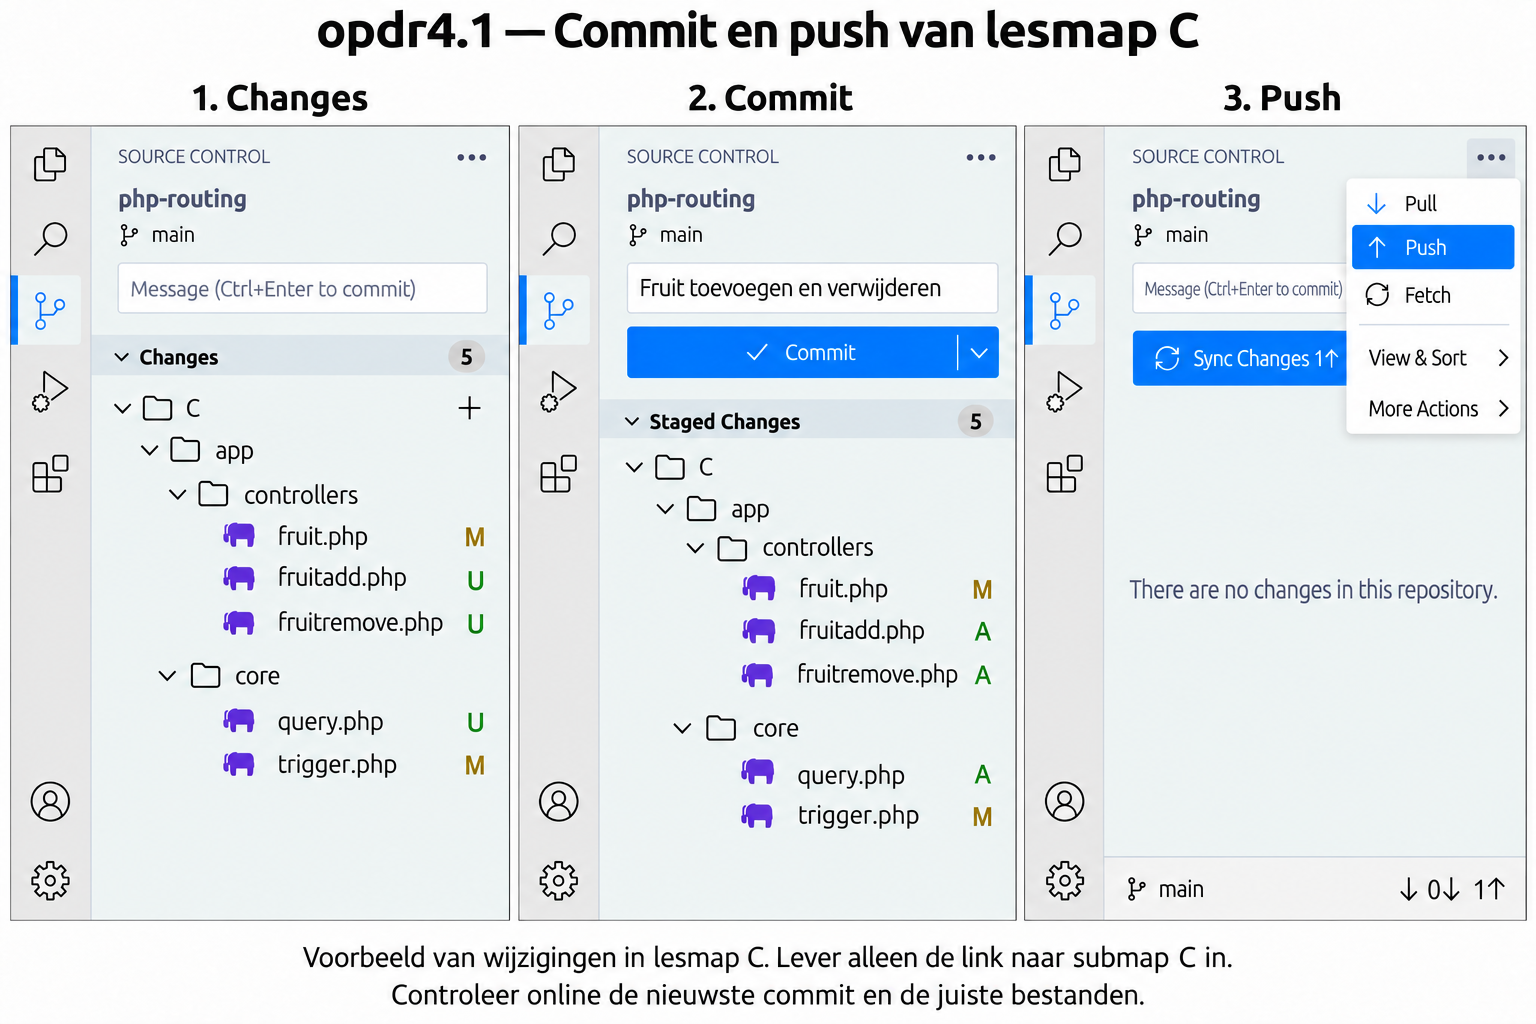 opdr4.1 — Commit en push van lesmap C
1. Changes
SOURCE CONTROL
php-routing
main
Message (Ctrl+Enter to commit)
Changes 5
C
app
controllers
fruit.php M
fruitadd.php U
fruitremove.php U
core
query.php U
trigger.php M
2. Commit
SOURCE CONTROL
php-routing
main
Fruit toevoegen en verwijderen
Commit
Staged Changes 5
C
app
controllers
fruit.php M
fruitadd.php A
fruitremove.php A
core
query.php A
trigger.php M
3. Push
SOURCE CONTROL
php-routing
main
Message (Ctrl+Enter to commit)
Sync Changes 1↑
Pull
Push
Fetch
View & Sort
More Actions
There are no changes in this repository.
main ↓ 0↓ 1↑
Voorbeeld van wijzigingen in lesmap C. Lever alleen de link naar submap C in.
Controleer online de nieuwste commit en de juiste bestanden.